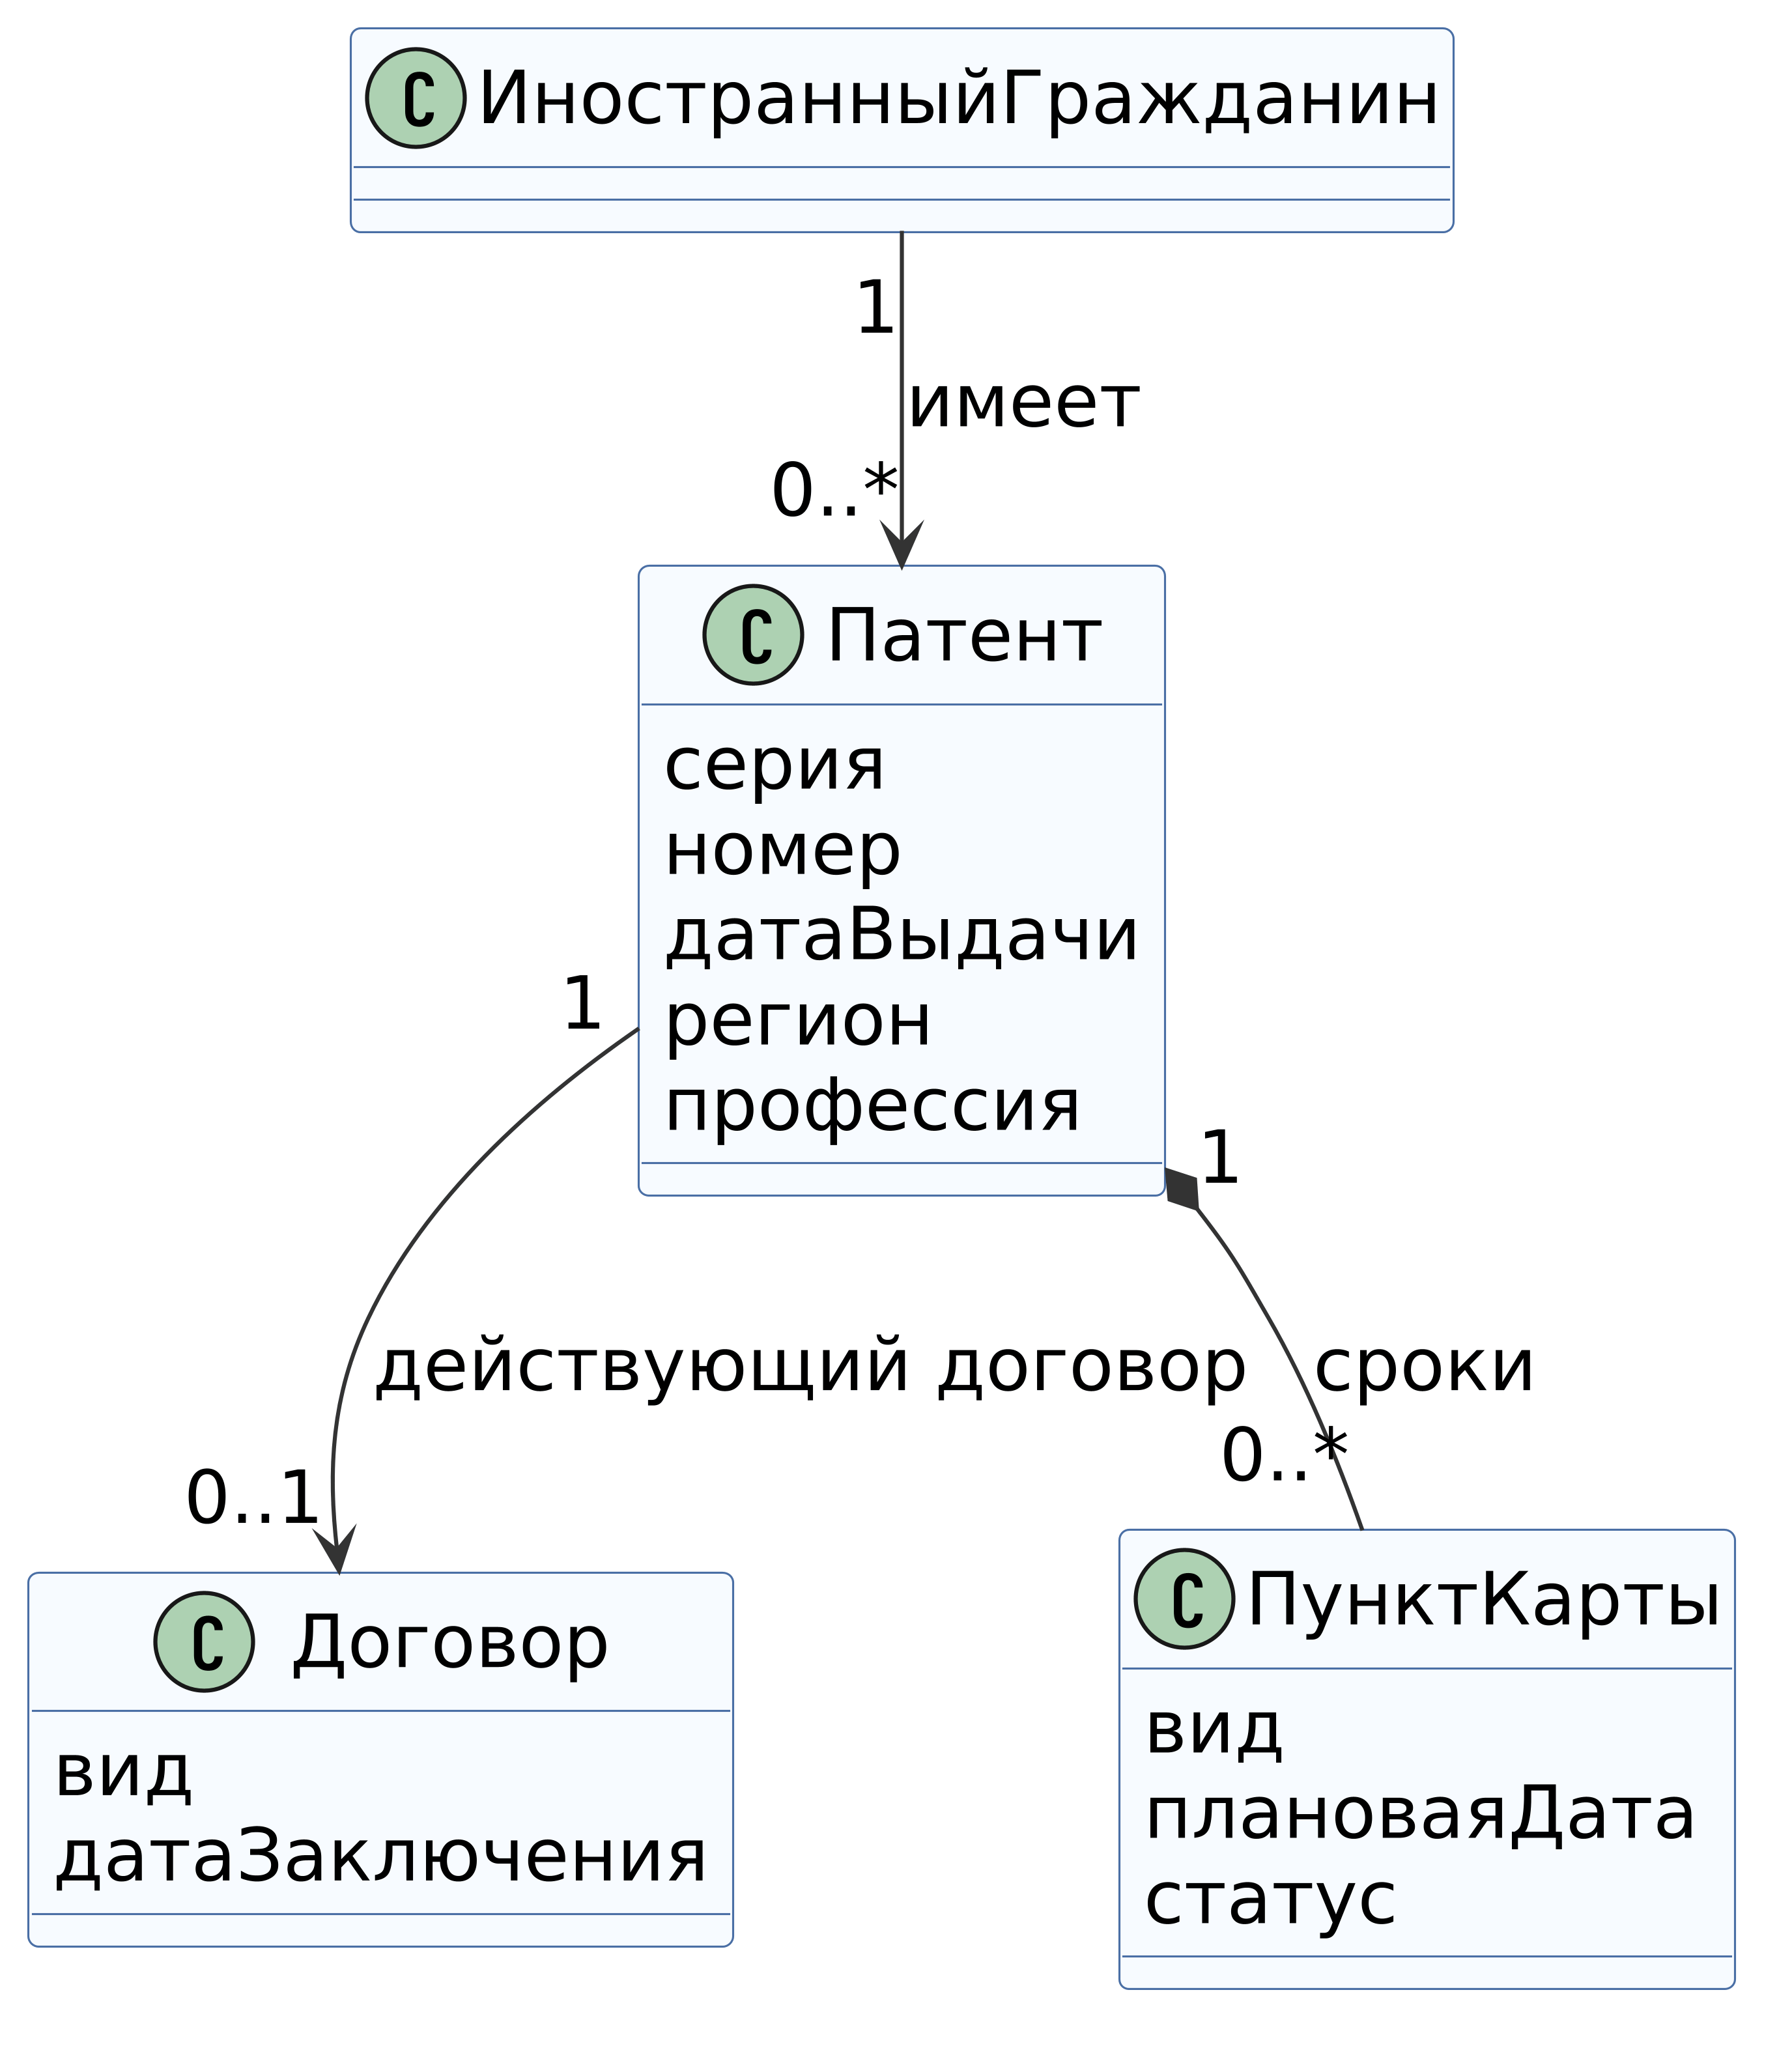 C ИностранныйГражданин
1
имеет
0..*
C Патент
серия
номер
датаВыдачи
регион
профессия
1
1
действующий договор
сроки
0..*
0..1
C Договор
вид
датаЗаключения
C ПунктКарты
вид
плановаяДата
статус